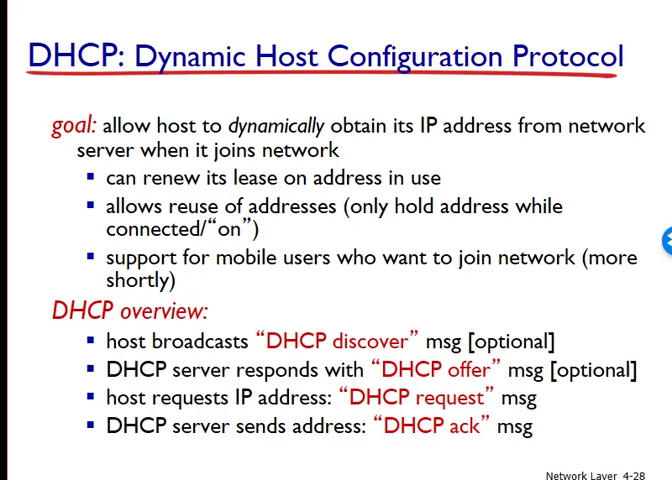 DHCP: Dynamic Host Configuration Protocol
goal: allow host to dynamically obtain its IP address from network
server when it joins network
▪ can renew its lease on address in use
▪ allows reuse of addresses (only hold address while
connected/“on”)
▪ support for mobile users who want to join network (more
shortly)
DHCP overview:
▪ host broadcasts “DHCP discover” msg [optional]
▪ DHCP server responds with “DHCP offer” msg [optional]
▪ host requests IP address: “DHCP request” msg
▪ DHCP server sends address: “DHCP ack” msg
Network Layer 4-28